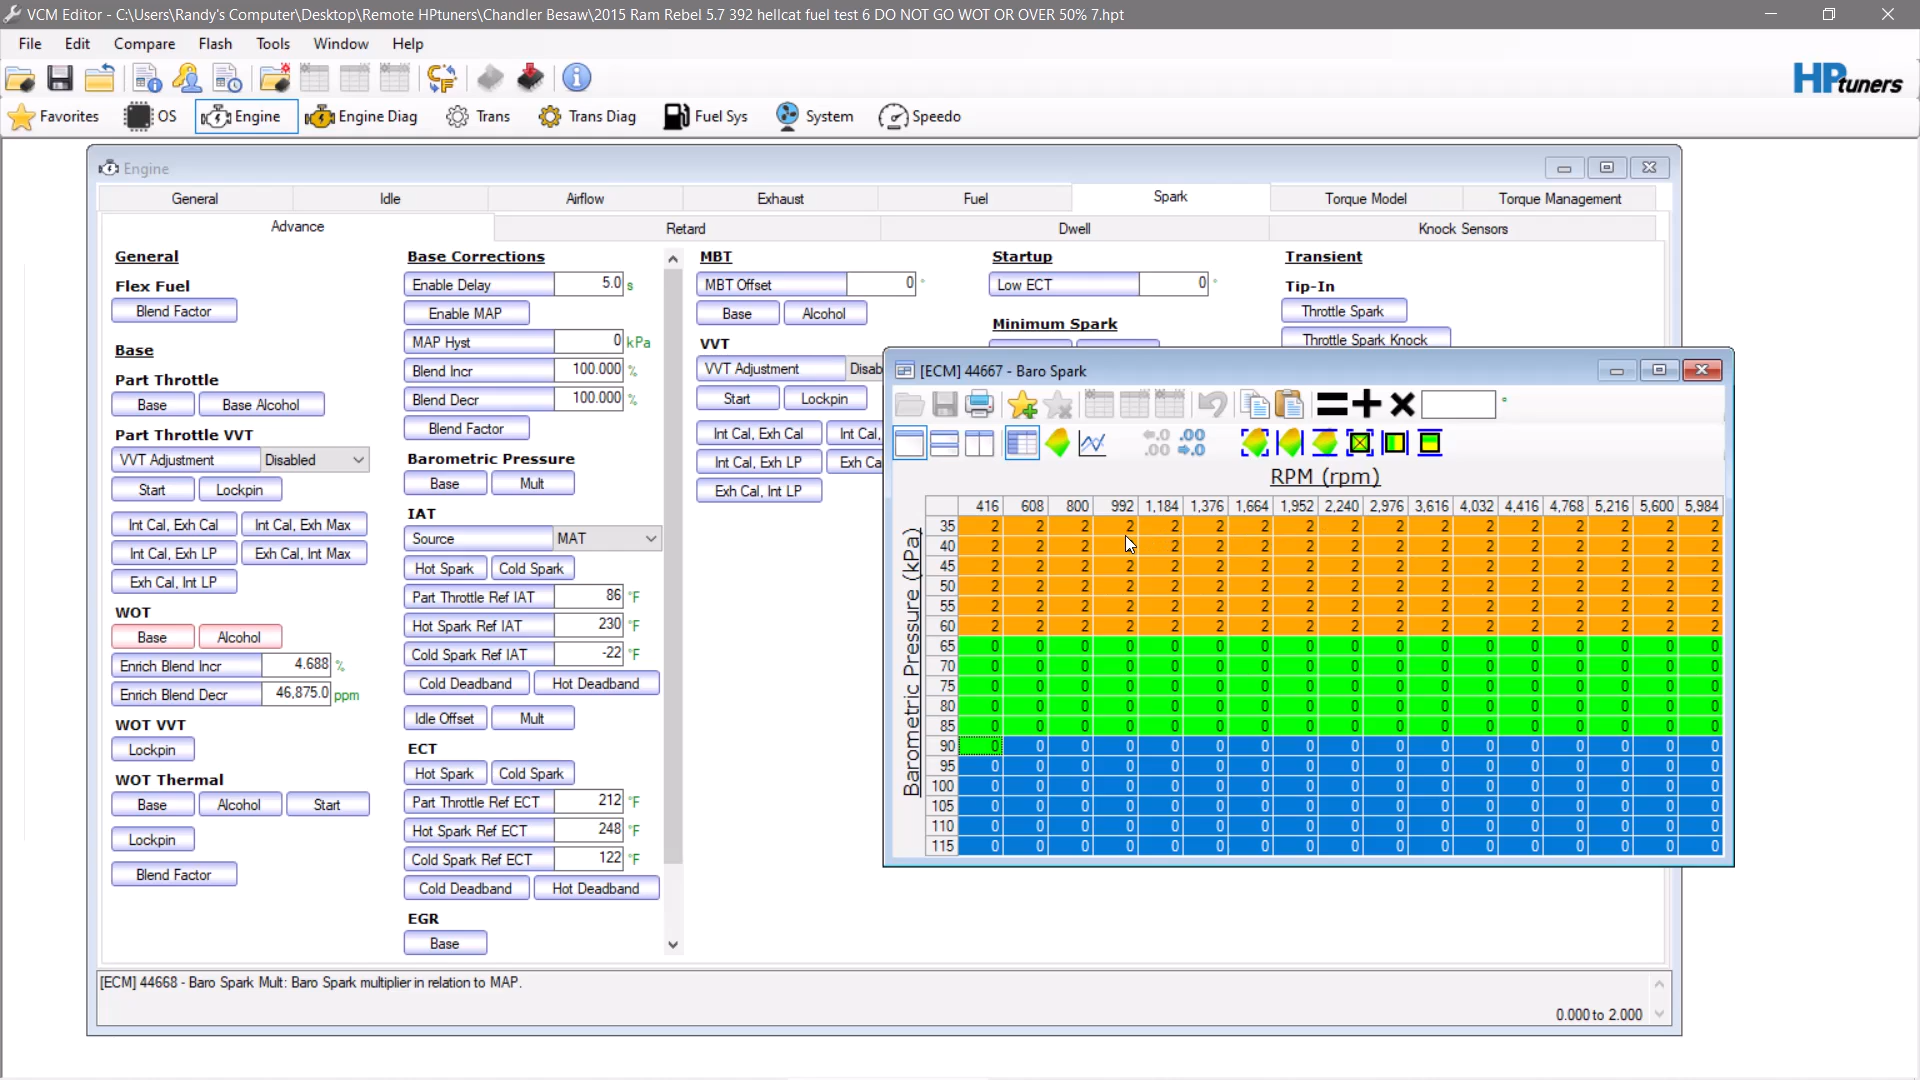 VCM Editor - C:\Users\Randy's Computer\Desktop\Remote HPtuners\Chandler Besaw\2015 Ram Rebel 5.7 392 hellcat fuel test 6 DO NOT GO WOT OR OVER 50% 7.hpt
File Edit Compare Flash Tools Window Help
HPtuners
Favorites OS Engine Engine Diag Trans Trans Diag Fuel Sys System Speedo
Engine
General Idle Airflow Exhaust Fuel Spark Torque Model Torque Management
Advance Retard Dwell Knock Sensors
General
Flex Fuel
Blend Factor
Base
Part Throttle
Base Base Alcohol
Part Throttle VVT
VVT Adjustment Disabled
Start Lockpin
Int Cal, Exh Cal Int Cal, Exh Max
Int Cal, Exh LP Exh Cal, Int Max
Exh Cal, Int LP
WOT
Base Alcohol
Enrich Blend Incr 4.688 %
Enrich Blend Decr 46,875.0 ppm
WOT VVT
Lockpin
WOT Thermal
Base Alcohol Start
Lockpin
Blend Factor
Base Corrections
Enable Delay 5.0 s
Enable MAP
MAP Hyst 0 kPa
Blend Incr 100.000 %
Blend Decr 100.000 %
Blend Factor
Barometric Pressure
Base Mult
IAT
Source MAT
Hot Spark Cold Spark
Part Throttle Ref IAT 86 °F
Hot Spark Ref IAT 230 °F
Cold Spark Ref IAT -22 °F
Cold Deadband Hot Deadband
Idle Offset Mult
ECT
Hot Spark Cold Spark
Part Throttle Ref ECT 212 °F
Hot Spark Ref ECT 248 °F
Cold Spark Ref ECT 122 °F
Cold Deadband Hot Deadband
EGR
Base
MBT
MBT Offset 0 °
Base Alcohol
VVT
VVT Adjustment Disab
Start Lockpin
Int Cal, Exh Cal Int Cal,
Int Cal, Exh LP Exh Ca
Exh Cal, Int LP
Startup
Low ECT 0 °
Minimum Spark
Transient
Tip-In
Throttle Spark
Throttle Spark Knock
[ECM] 44667 - Baro Spark
°
←.0 .00
.00 →.0
RPM (rpm)
Barometric Pressure (kPa)
416 608 800 992 1,184 1,376 1,664 1,952 2,240 2,976 3,616 4,032 4,416 4,768 5,216 5,600 5,984
35 2 2 2 2 2 2 2 2 2 2 2 2 2 2 2 2 2
40 2 2 2 2 2 2 2 2 2 2 2 2 2 2 2 2 2
45 2 2 2 2 2 2 2 2 2 2 2 2 2 2 2 2 2
50 2 2 2 2 2 2 2 2 2 2 2 2 2 2 2 2 2
55 2 2 2 2 2 2 2 2 2 2 2 2 2 2 2 2 2
60 2 2 2 2 2 2 2 2 2 2 2 2 2 2 2 2 2
65 0 0 0 0 0 0 0 0 0 0 0 0 0 0 0 0 0
70 0 0 0 0 0 0 0 0 0 0 0 0 0 0 0 0 0
75 0 0 0 0 0 0 0 0 0 0 0 0 0 0 0 0 0
80 0 0 0 0 0 0 0 0 0 0 0 0 0 0 0 0 0
85 0 0 0 0 0 0 0 0 0 0 0 0 0 0 0 0 0
90 0 0 0 0 0 0 0 0 0 0 0 0 0 0 0 0 0
95 0 0 0 0 0 0 0 0 0 0 0 0 0 0 0 0 0
100 0 0 0 0 0 0 0 0 0 0 0 0 0 0 0 0 0
105 0 0 0 0 0 0 0 0 0 0 0 0 0 0 0 0 0
110 0 0 0 0 0 0 0 0 0 0 0 0 0 0 0 0 0
115 0 0 0 0 0 0 0 0 0 0 0 0 0 0 0 0 0
[ECM] 44668 - Baro Spark Mult: Baro Spark multiplier in relation to MAP.
0.000 to 2.000